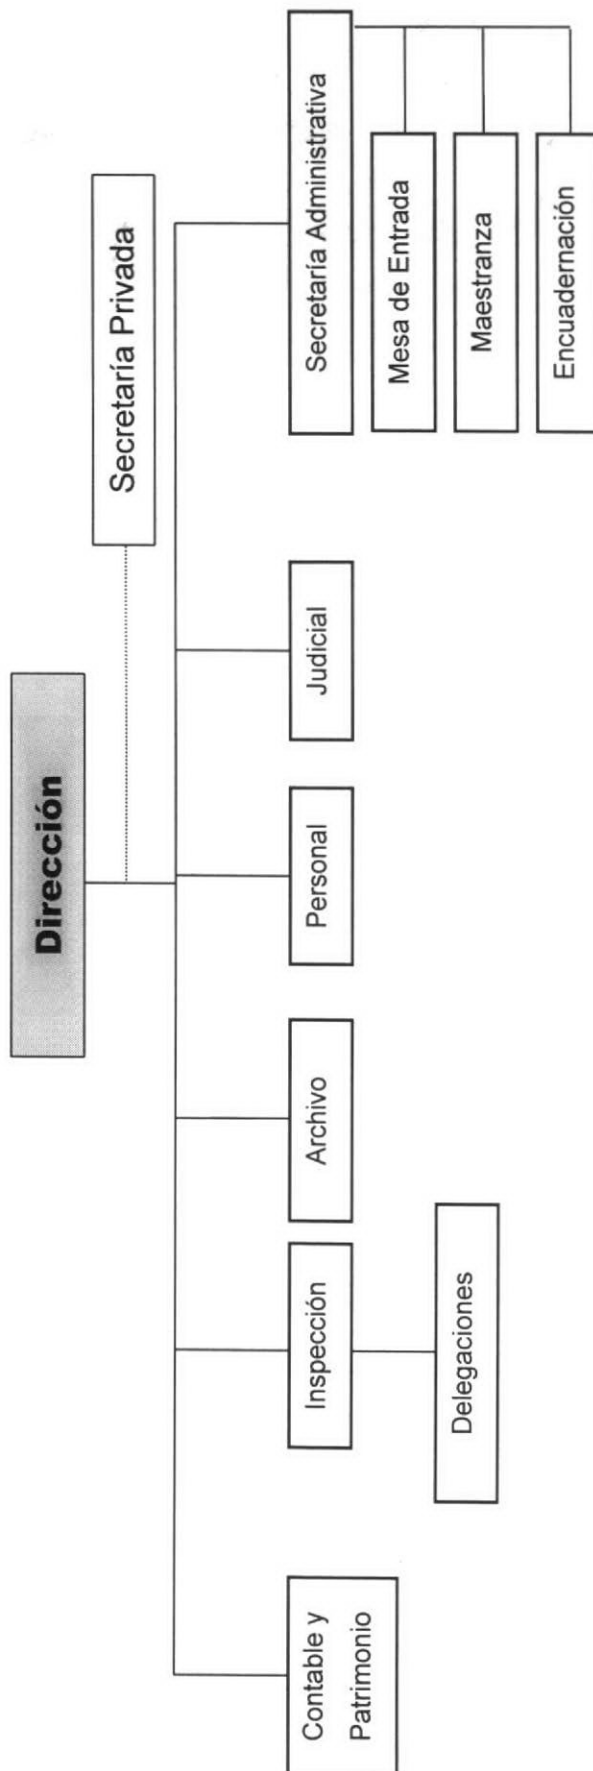 Dirección
Secretaría Privada
Contable y
Patrimonio
Inspección
Archivo
Personal
Judicial
Secretaría Administrativa
Delegaciones
Mesa de Entrada
Maestranza
Encuadernación